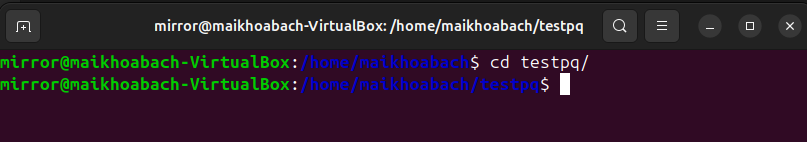 mirror@maikhoabach-VirtualBox: /home/maikhoabach/testpq
mirror@maikhoabach-VirtualBox:/home/maikhoabach$ cd testpq/
mirror@maikhoabach-VirtualBox:/home/maikhoabach/testpq$